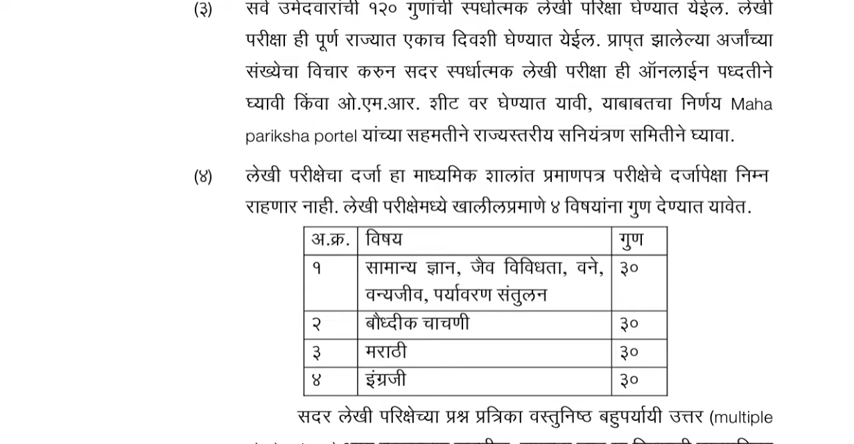 (३) सर्व उमेदवारांची १२० गुणांची स्पर्धात्मक लेखी परिक्षा घेण्यात येईल. लेखी
परीक्षा ही पूर्ण राज्यात एकाच दिवशी घेण्यात येईल. प्राप्त झालेल्या अर्जांच्या
संख्येचा विचार करुन सदर स्पर्धात्मक लेखी परीक्षा ही ऑनलाईन पध्दतीने
घ्यावी किंवा ओ.एम.आर. शीट वर घेण्यात यावी, याबाबतचा निर्णय Maha
pariksha portel यांच्या सहमतीने राज्यस्तरीय सनियंत्रण समितीने घ्यावा.
(४) लेखी परीक्षेचा दर्जा हा माध्यमिक शालांत प्रमाणपत्र परीक्षेचे दर्जापेक्षा निम्न
राहणार नाही. लेखी परीक्षेमध्ये खालीलप्रमाणे ४ विषयांना गुण देण्यात यावेत.
अ.क्र. विषय गुण
१ सामान्य ज्ञान, जैव विविधता, वने, ३०
वन्यजीव, पर्यावरण संतुलन
२ बौध्दीक चाचणी ३०
३ मराठी ३०
४ इंग्रजी ३०
सदर लेखी परिक्षेच्या प्रश्न प्रत्रिका वस्तुनिष्ठ बहुपर्यायी उत्तर (multiple